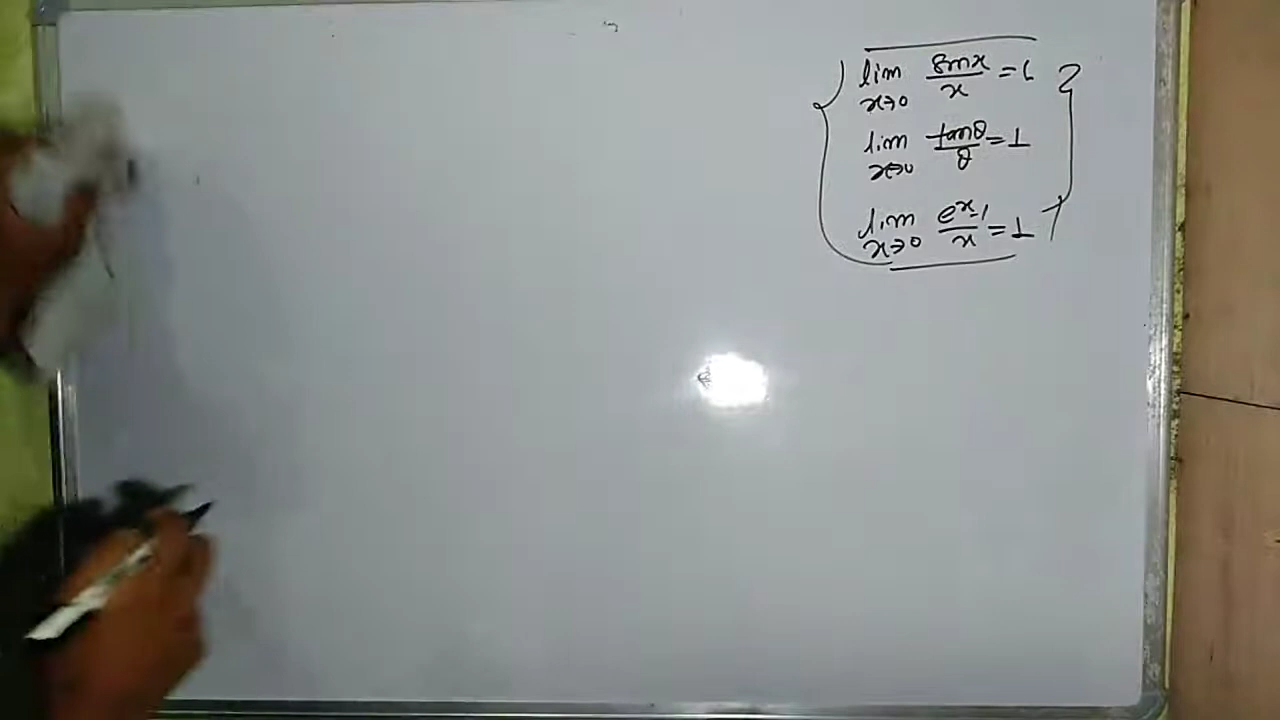 lim x→0 sinx/x = 1
lim x→0 tanθ/θ = 1
lim x→0 e^x-1/x = 1